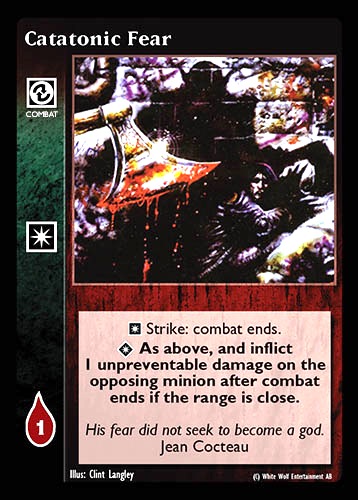 Catatonic Fear
COMBAT
Strike: combat ends.
As above, and inflict
1 unpreventable damage on the
opposing minion after combat
ends if the range is close.
His fear did not seek to become a god.
Jean Cocteau
1
Illus: Clint Langley
(C) White Wolf Entertainment AB